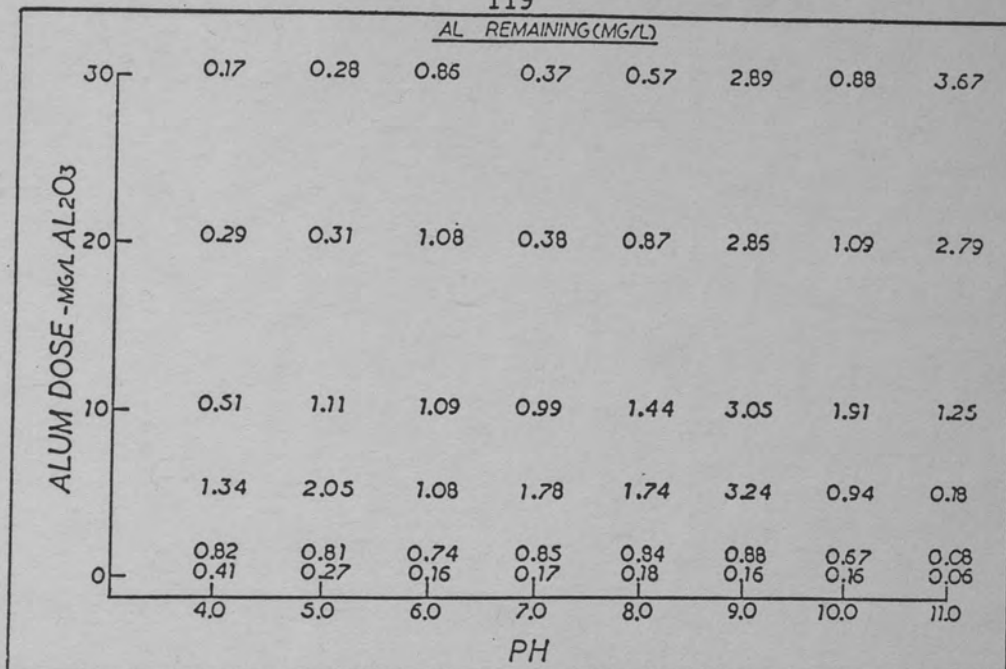 119
AL REMAINING(MG/L)
30 0.17 0.28 0.86 0.37 0.57 2.89 0.88 3.67
20 0.29 0.31 1.08 0.38 0.87 2.85 1.09 2.79
10 0.51 1.11 1.09 0.99 1.44 3.05 1.91 1.25
1.34 2.05 1.08 1.78 1.74 3.24 0.94 0.18
0.82 0.81 0.74 0.85 0.84 0.88 0.67 0.08
0 0.41 0.27 0.16 0.17 0.18 0.16 0.16 0.06
4.0 5.0 6.0 7.0 8.0 9.0 10.0 11.0
PH
ALUM DOSE -MG/L AL2O3